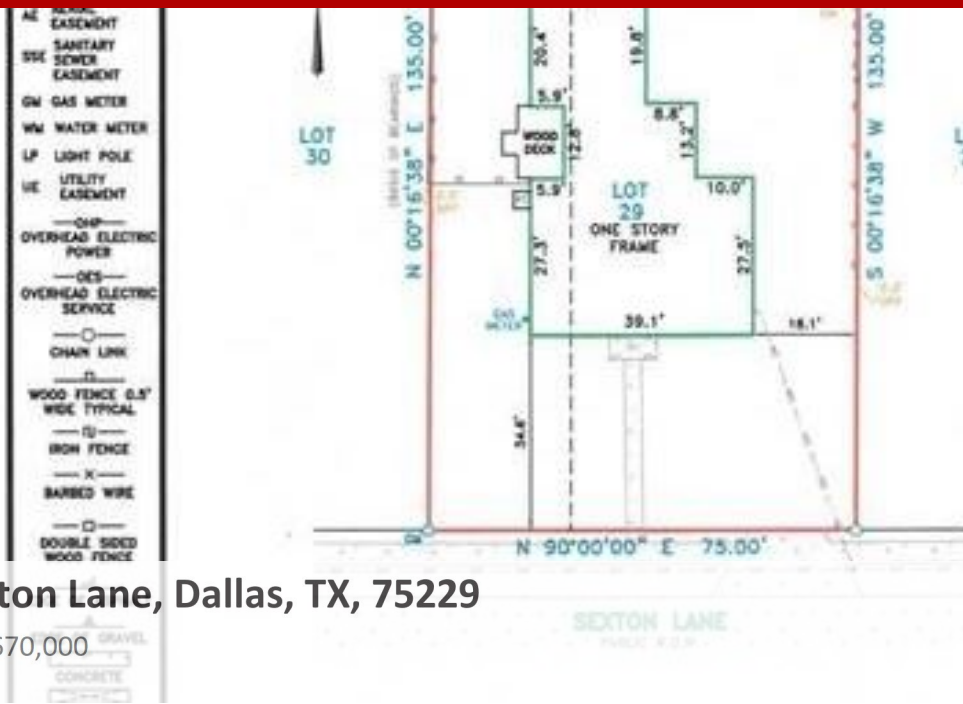 AE AERIAL
EASEMENT
SSE SANITARY
SEWER
EASEMENT
GM GAS METER
WM WATER METER
LP LIGHT POLE
UE UTILITY
EASEMENT
OHP
OVERHEAD ELECTRIC
POWER
OES
OVERHEAD ELECTRIC
SERVICE
CHAIN LINK
WOOD FENCE 0.5'
WIDE TYPICAL
IRON FENCE
X
BARBED WIRE
DOUBLE SIDED
WOOD FENCE
GRAVEL
CONCRETE
LOT
30
N 00°16'38" E 135.00'
20.4'
19.8'
5.9'
WOOD
DECK
12.8'
5.9'
13.2'
10.0'
LOT
29
ONE STORY
FRAME
27.3'
27.5'
GAS
METER
39.1'
16.1'
S 00°16'38" W 135.00'
N 90°00'00" E 75.00'
SEXTON LANE
PUBLIC R.O.W.
ton Lane, Dallas, TX, 75229
570,000